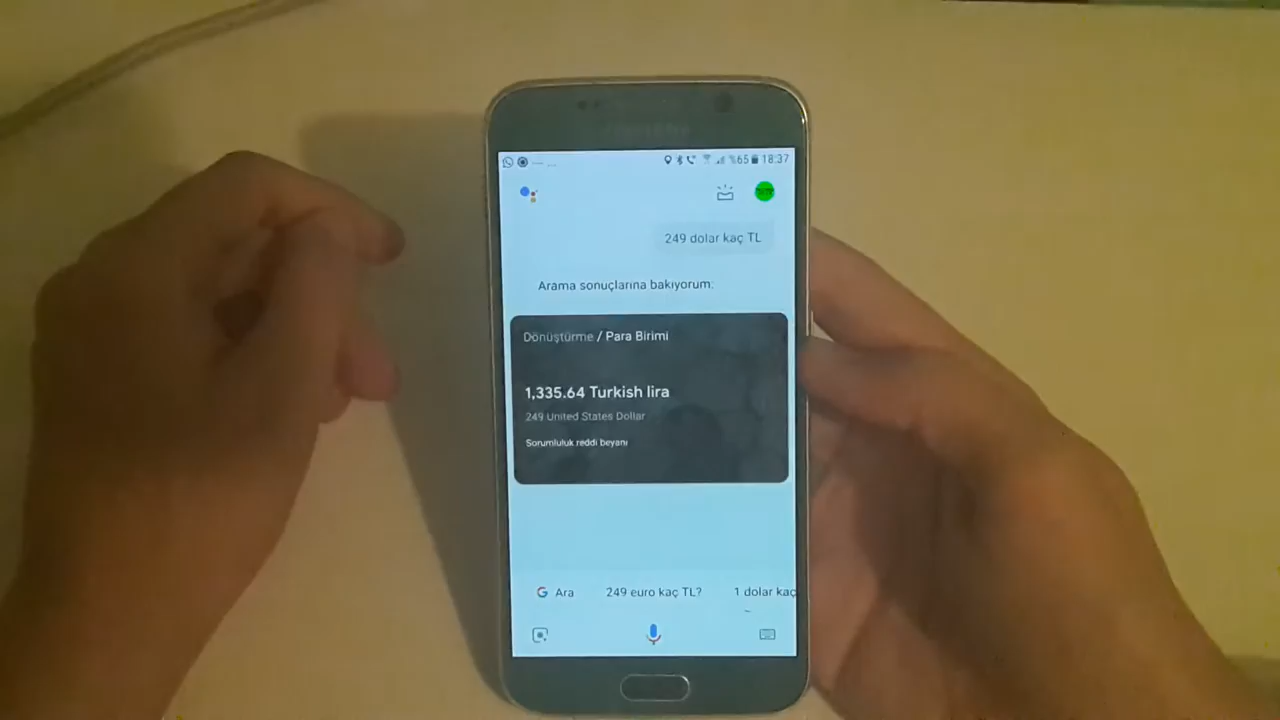 %65 18:37
249 dolar kaç TL
Arama sonuçlarına bakıyorum:
Dönüştürme / Para Birimi
1,335.64 Turkish lira
249 United States Dollar
Sorumluluk reddi beyanı
G Ara 249 euro kaç TL? 1 dolar kaç